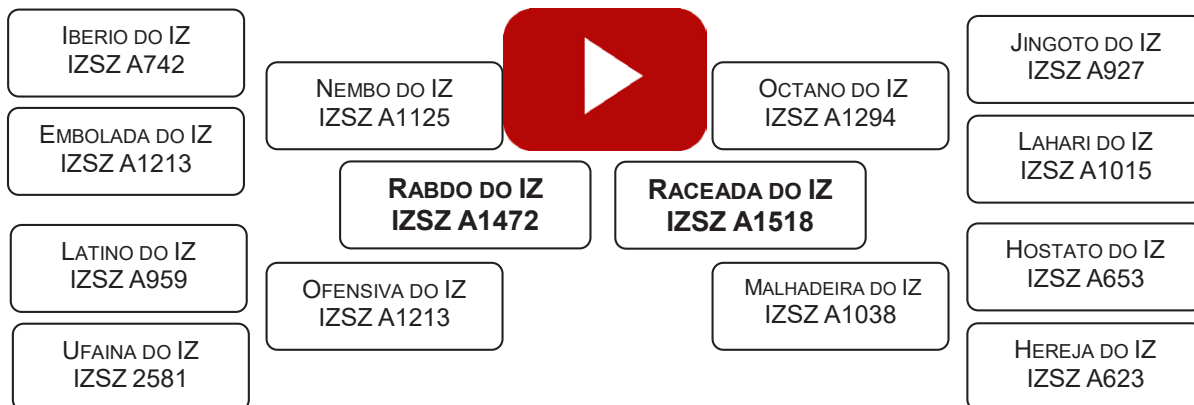 IBERIO DO IZ
IZSZ A742
EMBOLADA DO IZ
IZSZ A1213
LATINO DO IZ
IZSZ A959
UFAINA DO IZ
IZSZ 2581
NEMBO DO IZ
IZSZ A1125
OFENSIVA DO IZ
IZSZ A1213
RABDO DO IZ
IZSZ A1472
RACEADA DO IZ
IZSZ A1518
OCTANO DO IZ
IZSZ A1294
MALHADEIRA DO IZ
IZSZ A1038
JINGOTO DO IZ
IZSZ A927
LAHARI DO IZ
IZSZ A1015
HOSTATO DO IZ
IZSZ A653
HEREJA DO IZ
IZSZ A623